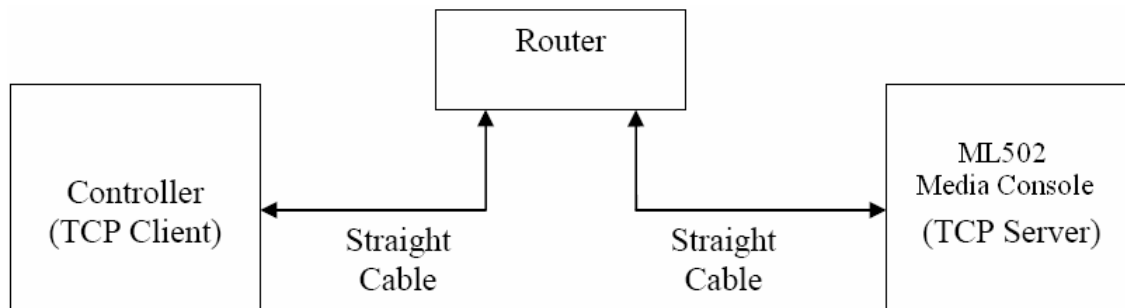 Router
Controller
(TCP Client)
Straight
Cable
Straight
Cable
ML502
Media Console
(TCP Server)